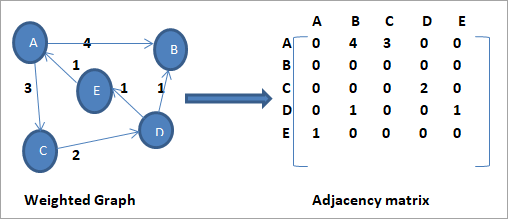 A
4
B
1
E
1
1
3
C
2
D
A B C D E
A 0 4 3 0 0
B 0 0 0 0 0
C 0 0 0 2 0
D 0 1 0 0 1
E 1 0 0 0 0
Weighted Graph
Adjacency matrix